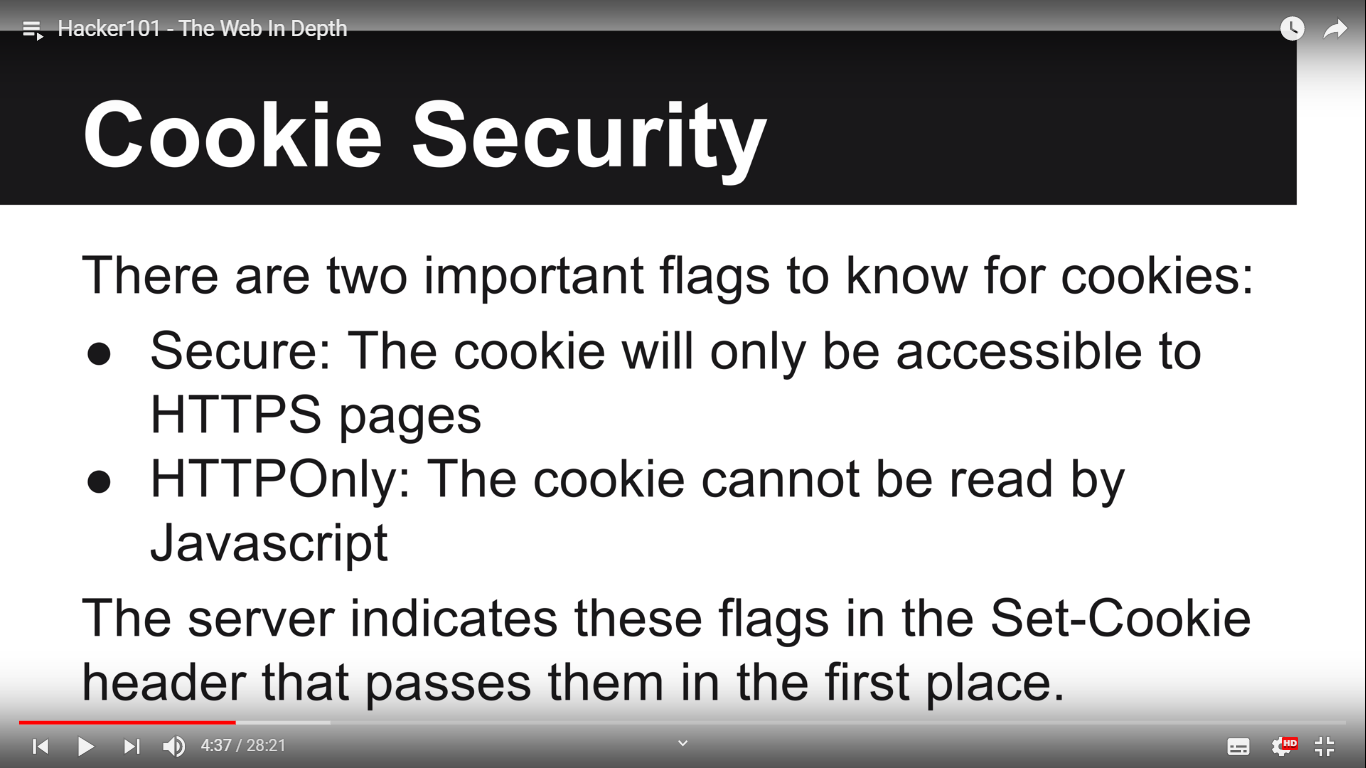 Hacker101 - The Web In Depth
Cookie Security
There are two important flags to know for cookies:
● Secure: The cookie will only be accessible to
HTTPS pages
● HTTPOnly: The cookie cannot be read by
Javascript
The server indicates these flags in the Set-Cookie
header that passes them in the first place.
4:37 / 28:21
HD